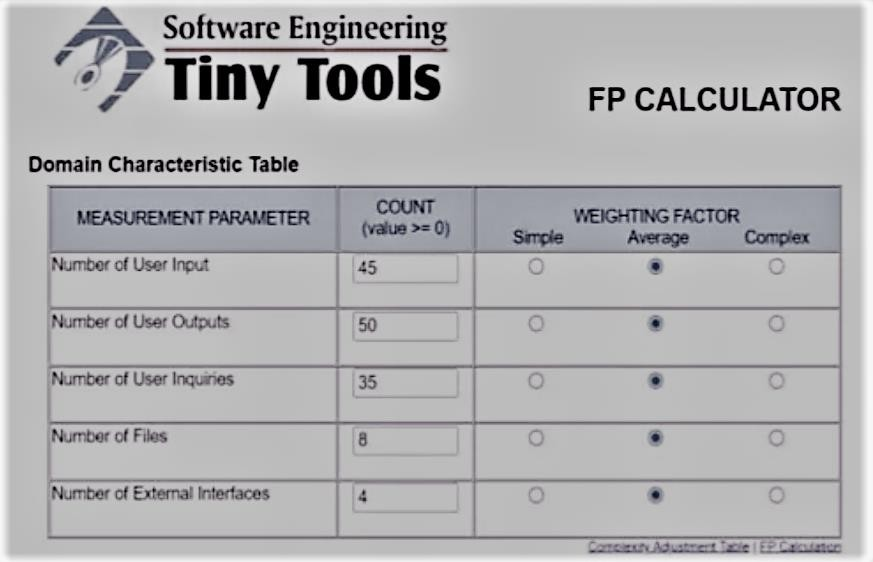 Software Engineering
Tiny Tools
FP CALCULATOR
Domain Characteristic Table
MEASUREMENT PARAMETER COUNT (value >= 0) WEIGHTING FACTOR
Simple Average Complex
Number of User Input 45
Number of User Outputs 50
Number of User Inquiries 35
Number of Files 8
Number of External Interfaces 4
Complexity Adjustment Table | FP Calculation